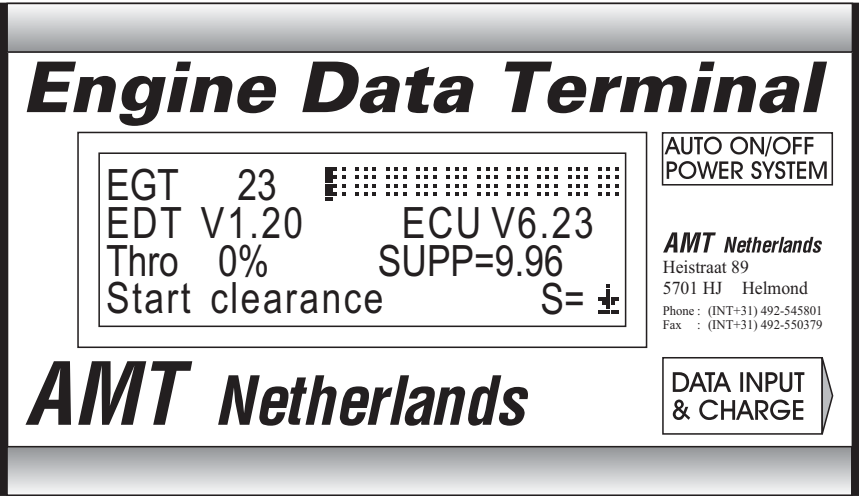 Engine Data Terminal
EGT 23
EDT V1.20 ECU V6.23
Thro 0% SUPP=9.96
Start clearance S=
AUTO ON/OFF
POWER SYSTEM
AMT Netherlands
Heistraat 89
5701 HJ Helmond
Phone : (INT+31) 492-545801
Fax : (INT+31) 492-550379
AMT Netherlands
DATA INPUT
& CHARGE